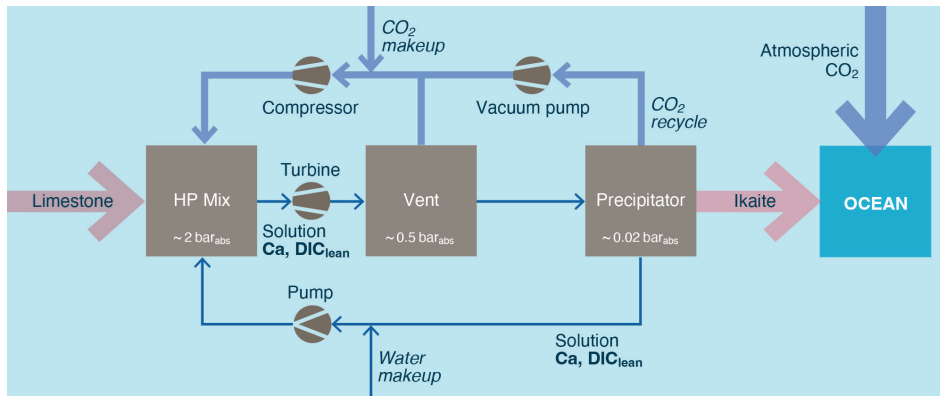 CO2
makeup
Atmospheric
CO2
Compressor
Vacuum pump
CO2
recycle
Limestone
HP Mix
~ 2 barabs
Turbine
Solution
Ca, DIClean
Vent
~ 0.5 barabs
Precipitator
~ 0.02 barabs
Ikaite
OCEAN
Pump
Water
makeup
Solution
Ca, DIClean